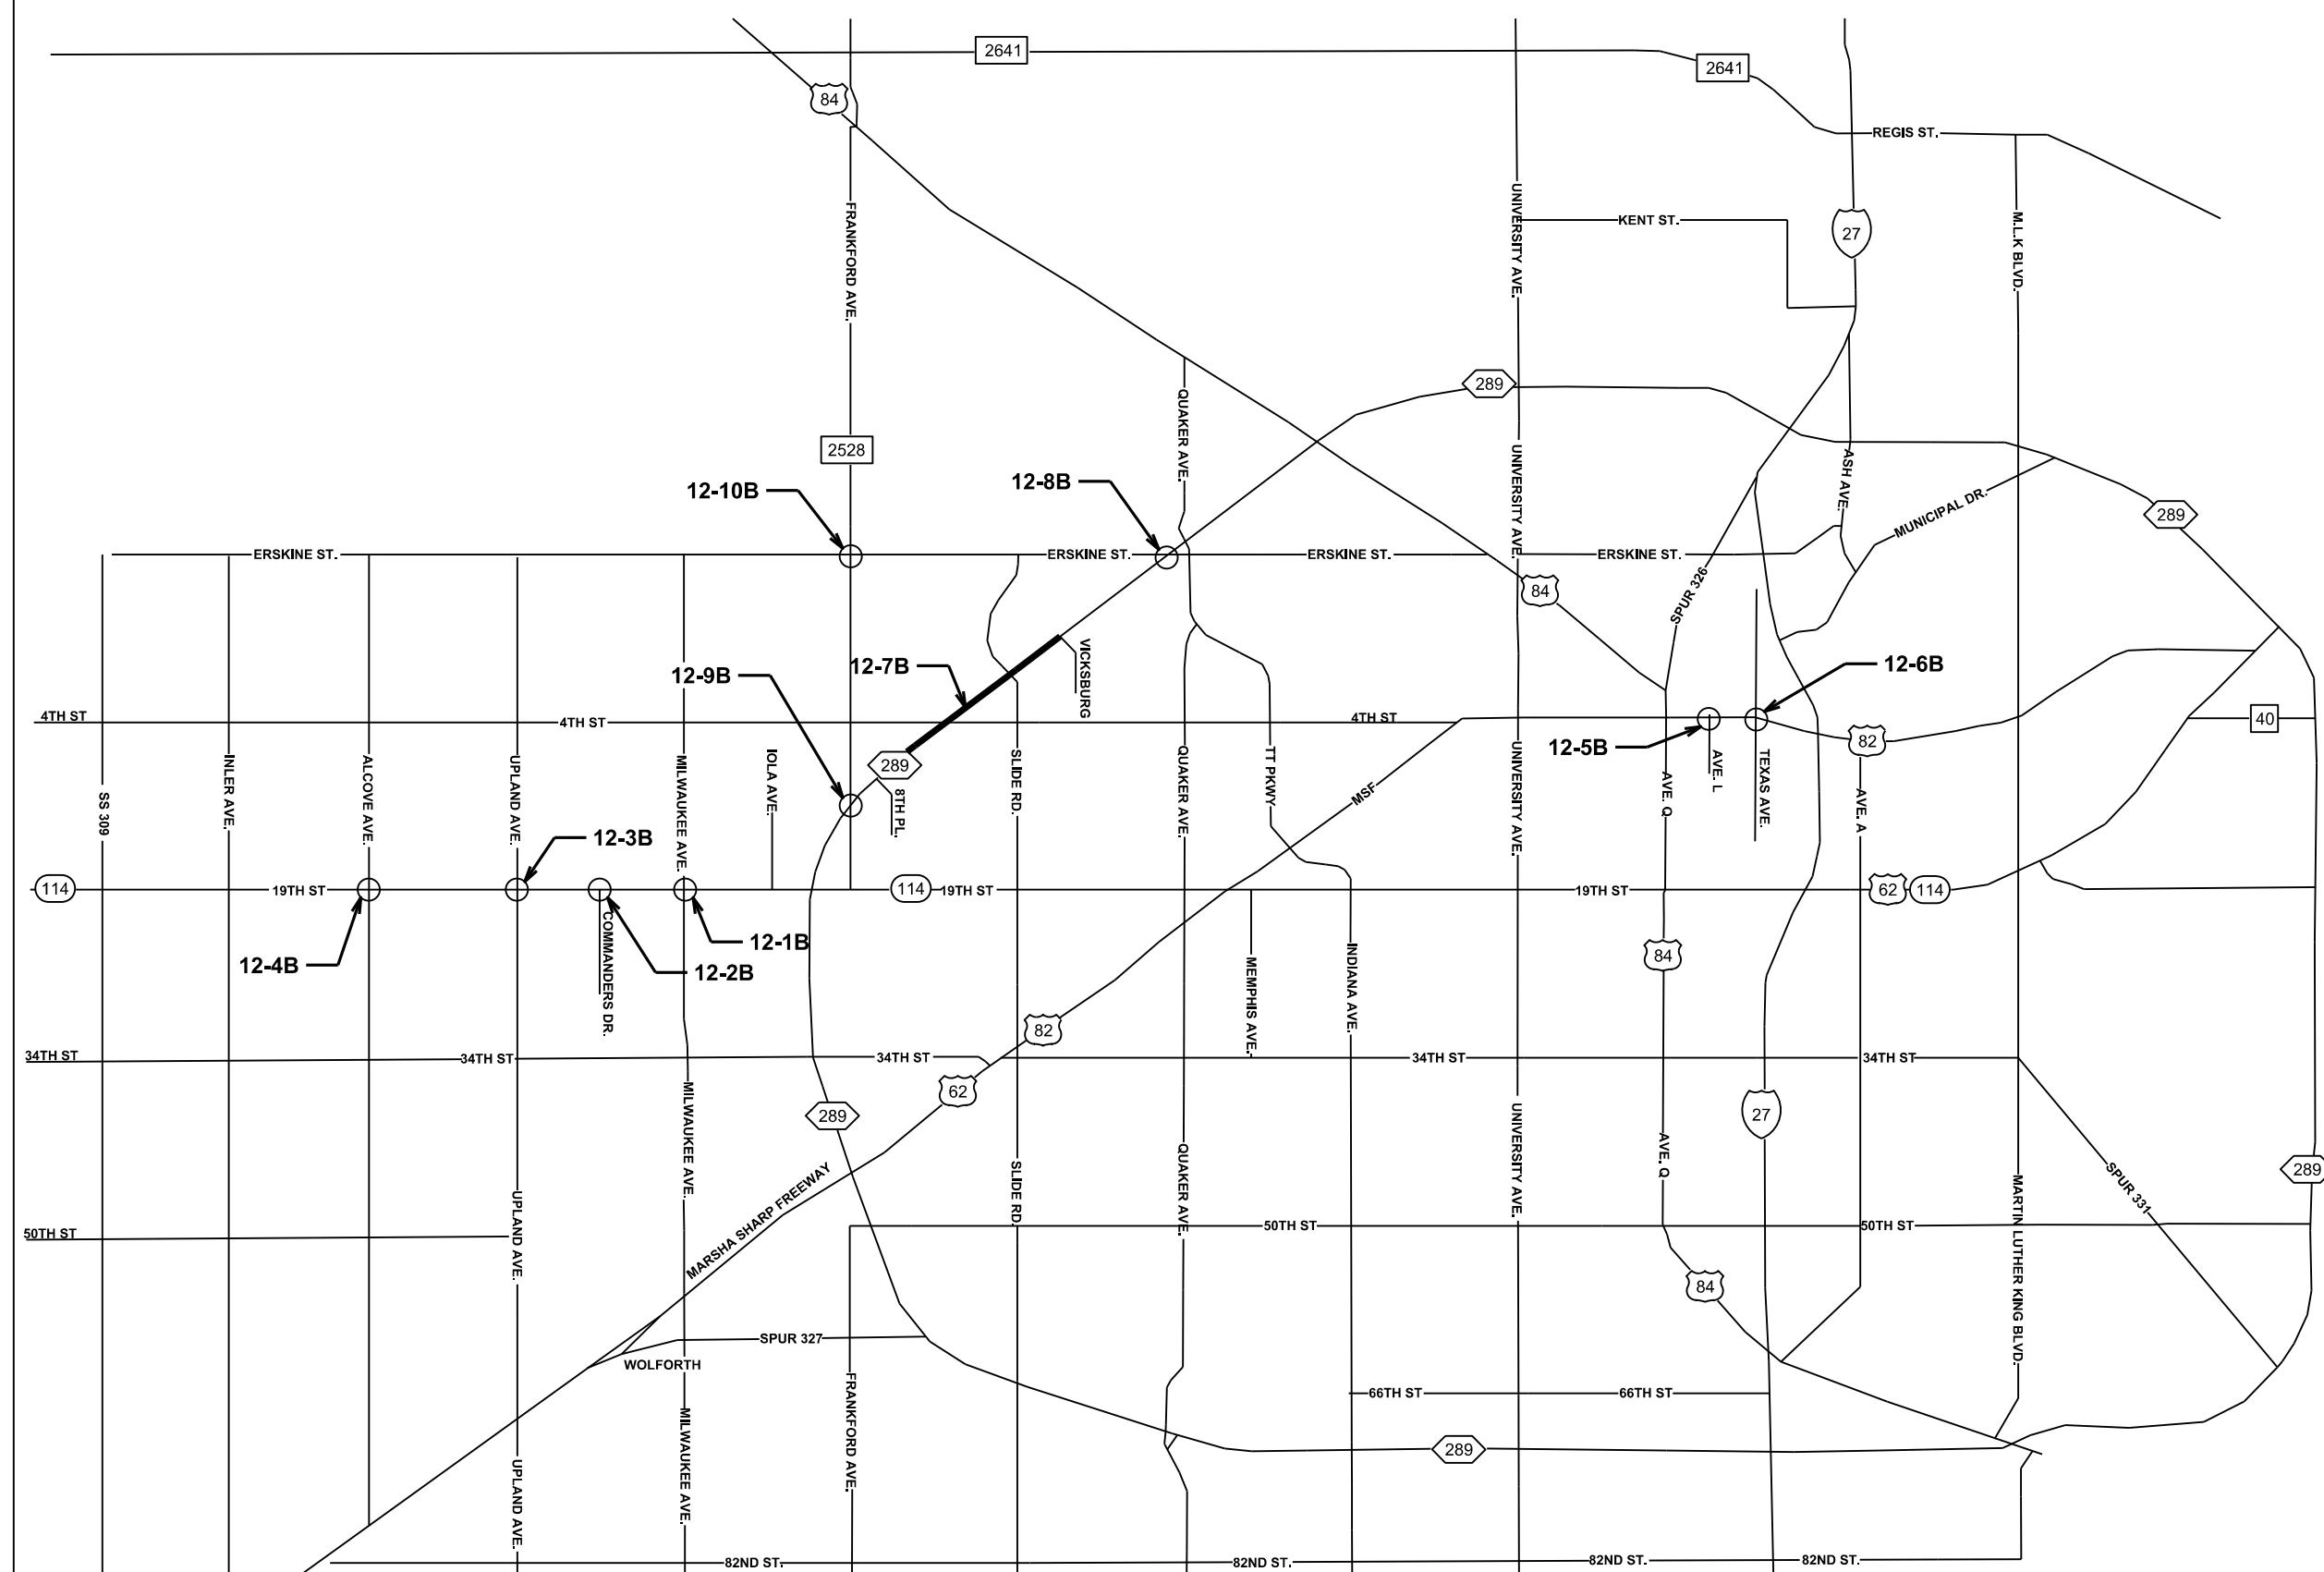 2641
2641
84
REGIS ST.
FRANKFORD AVE.
UNIVERSITY AVE.
KENT ST.
27
M.L.K BLVD.
289
QUAKER AVE.
2528
UNIVERSITY AVE.
ASH AVE.
12-10B
12-8B
MUNICIPAL DR.
289
ERSKINE ST.
ERSKINE ST.
ERSKINE ST.
ERSKINE ST.
84
SPUR 326
VICKSBURG
12-9B
12-7B
12-6B
4TH ST
4TH ST
4TH ST
40
12-5B
82
289
SS 309
INLER AVE.
ALCOVE AVE.
UPLAND AVE.
MILWAUKEE AVE.
IOLA AVE.
8TH PL.
SLIDE RD.
QUAKER AVE.
TT PKWY
MSF
UNIVERSITY AVE.
AVE. Q
AVE. L
TEXAS AVE.
AVE. A
12-3B
114
19TH ST
114
19TH ST
19TH ST
62
114
COMMANDERS DR.
12-1B
12-4B
12-2B
MEMPHIS AVE.
INDIANA AVE.
84
82
34TH ST
34TH ST
34TH ST
34TH ST
34TH ST
62
289
27
MILWAUKEE AVE.
UNIVERSITY AVE.
AVE. Q
SLIDE RD.
QUAKER AVE.
MARTIN LUTHER KING BLVD.
SPUR 331
289
UPLAND AVE.
MARSHA SHARP FREEWAY
50TH ST
50TH ST
50TH ST
84
SPUR 327
WOLFORTH
FRANKFORD AVE.
66TH ST
66TH ST
MILWAUKEE AVE.
289
UPLAND AVE.
82ND ST.
82ND ST.
82ND ST.
82ND ST.